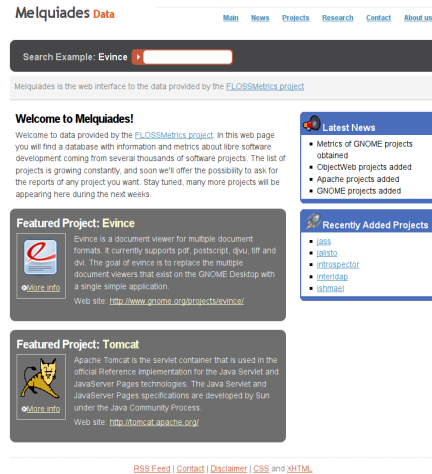 Melquiades Data
Main News Projects Research Contact About us
Search Example: Evince
Melquiades is the web interface to the data provided by the FLOSSMetrics project
Welcome to Melquiades!
Welcome to data provided by the FLOSSMetrics project. In this web page
you will find a database with information and metrics about libre software
development coming from several thousands of software projects. The list of
projects is growing constantly, and soon we'll offer the possibility to ask for
the reports of any project you want. Stay tuned, many more projects will be
appearing here during the next weeks.
Featured Project: Evince
Evince is a document viewer for multiple document
formats. It currently supports pdf, postscript, djvu, tiff and
dvi. The goal of evince is to replace the multiple
document viewers that exist on the GNOME Desktop with
a single simple application.
More info
Web site: http://www.gnome.org/projects/evince/
Featured Project: Tomcat
Apache Tomcat is the servlet container that is used in the
official Reference Implementation for the Java Servlet and
JavaServer Pages technologies. The Java Servlet and
JavaServer Pages specifications are developed by Sun
under the Java Community Process.
More info
Web site: http://tomcat.apache.org/
Latest News
Metrics of GNOME projects
obtained
ObjectWeb projects added
Apache projects added
GNOME projects added
Recently Added Projects
jass
jalisto
introspector
interldap
ishmael
RSS Feed | Contact | Disclaimer | CSS and XHTML